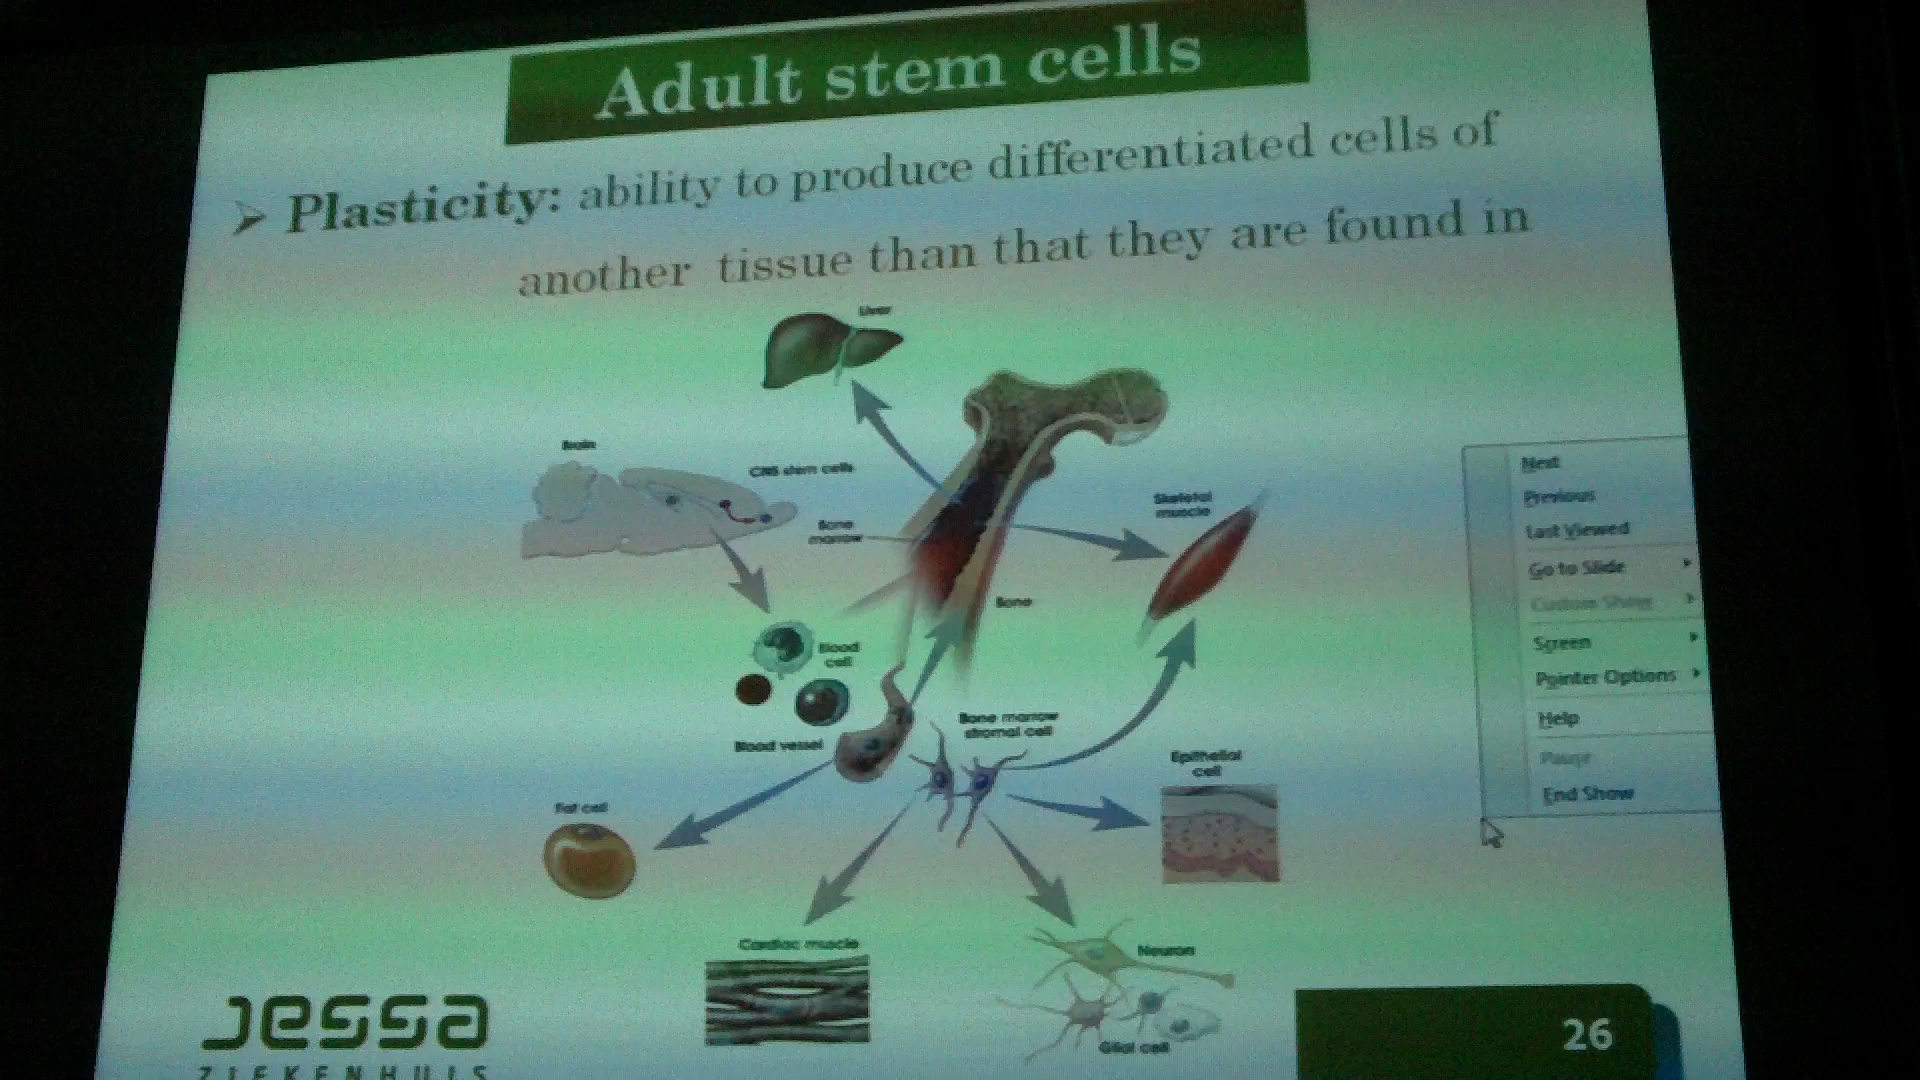 Adult stem cells
➢ Plasticity: ability to produce differentiated cells of
another tissue than that they are found in
Liver
Brain
CNS stem cells
Bone
marrow
Skeletal
muscle
Bone
Blood
cell
Blood vessel
Bone marrow
stromal cell
Epithelial
cell
Fat cell
Cardiac muscle
Neuron
Glial cell
Next
Previous
Last Viewed
Go to Slide
Custom Show
Screen
Pointer Options
Help
Pause
End Show
jessa
ZIEKENHUIS
26